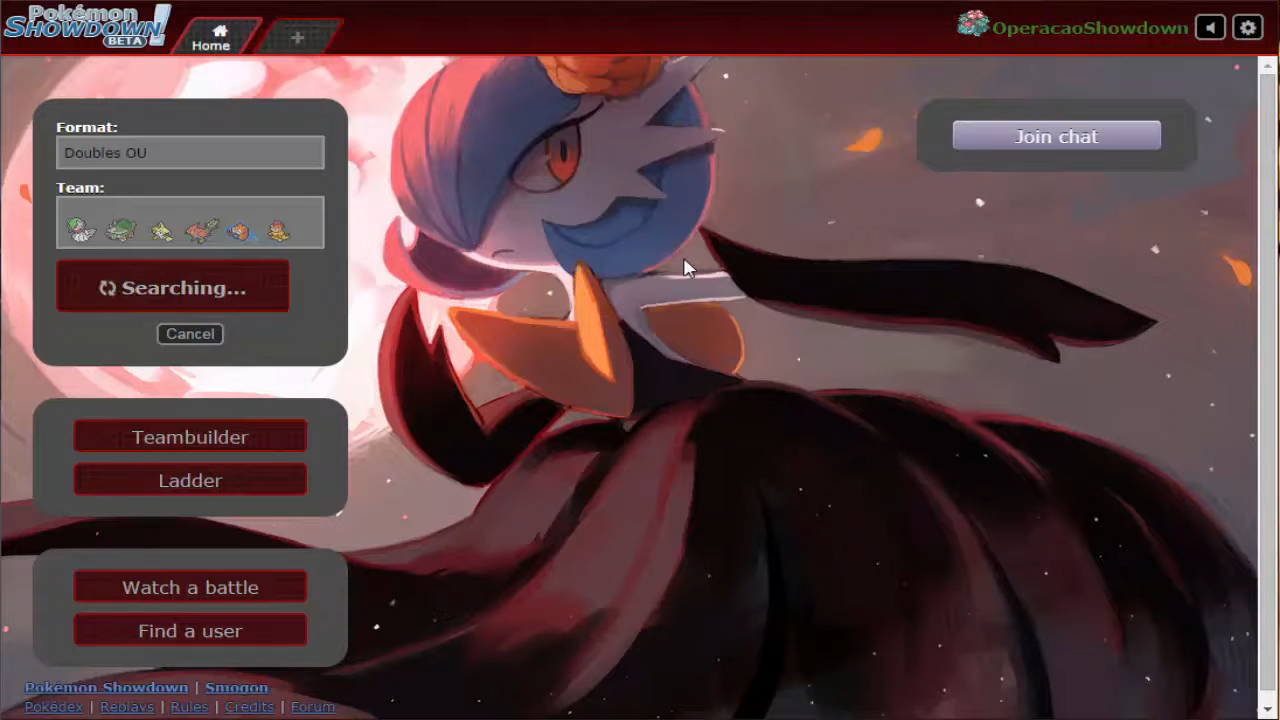 Pokémon
SHOWDOWN!
BETA
Home
OperacaoShowdown
Format:
Doubles OU
Team:
Searching...
Cancel
Join chat
Teambuilder
Ladder
Watch a battle
Find a user
Pokémon Showdown | Smogon
Pokédex | Replays | Rules | Credits | Forum